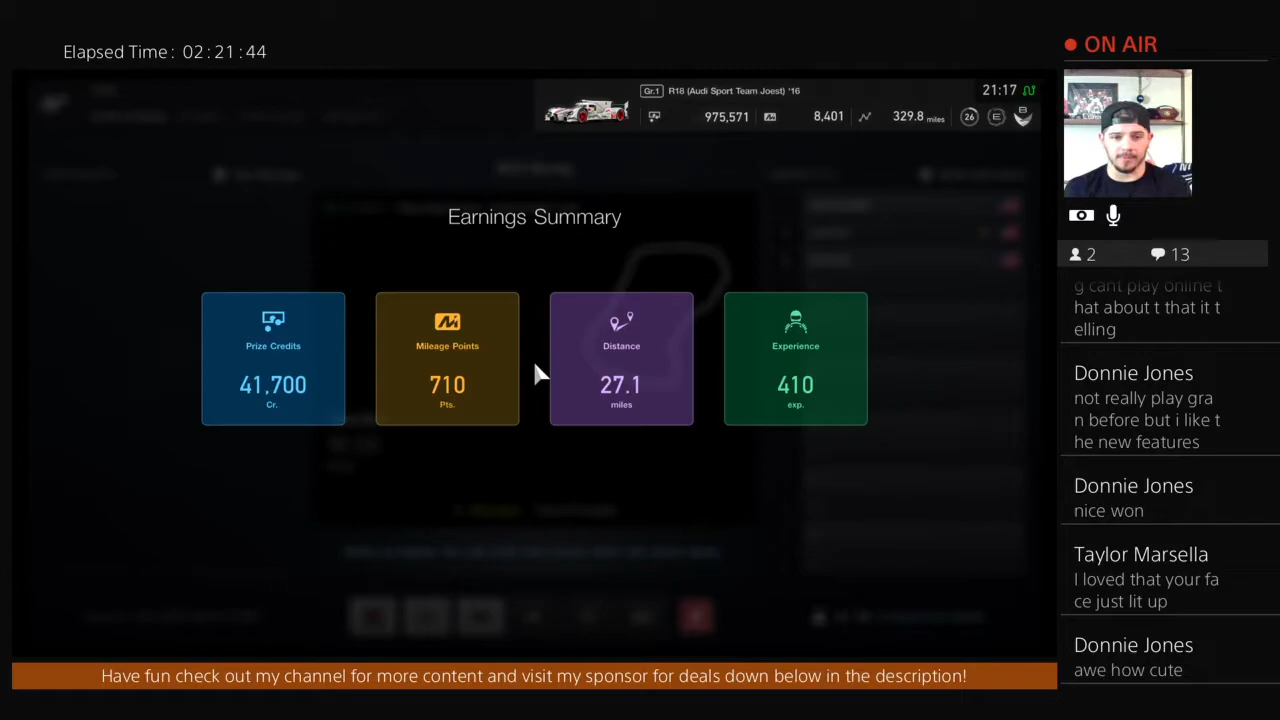 Elapsed Time: 02:21:44
ON AIR
Gr.1 R18 (Audi Sport Team Joest) '16
21:17
975,571 8,401 329.8 miles 26 E B
Earnings Summary
Prize Credits
41,700
Cr.
Mileage Points
710
Pts.
Distance
27.1
miles
Experience
410
exp.
Have fun check out my channel for more content and visit my sponsor for deals down below in the description!
2 13
g cant play online t
hat about t that it t
elling
Donnie Jones
not really play gra
n before but i like t
he new features
Donnie Jones
nice won
Taylor Marsella
I loved that your fa
ce just lit up
Donnie Jones
awe how cute